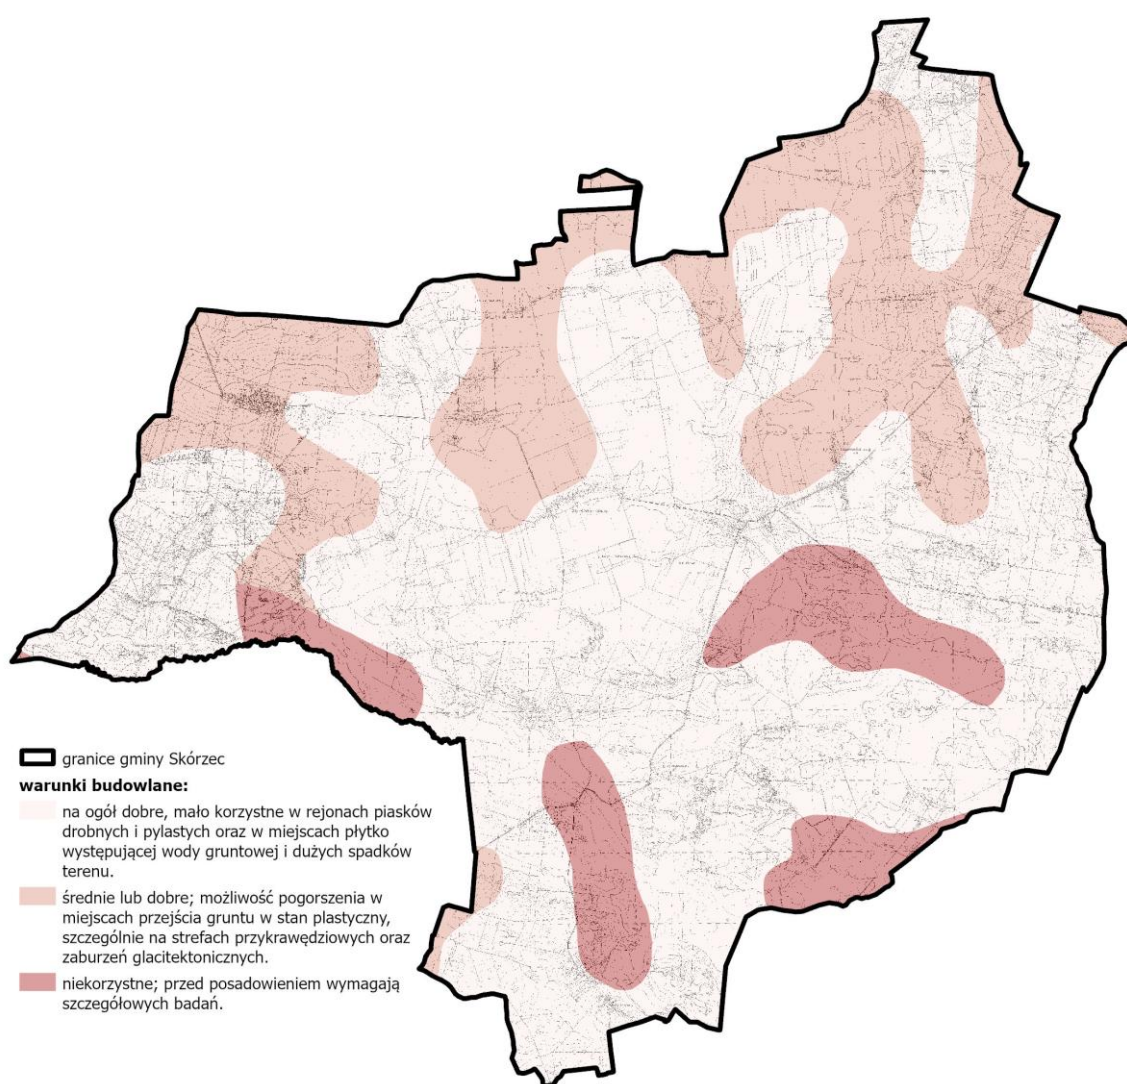 granice gminy Skórzec
warunki budowlane:
na ogół dobre, mało korzystne w rejonach piasków
drobnych i pylastych oraz w miejscach płytko
występującej wody gruntowej i dużych spadków
terenu.
średnie lub dobre; możliwość pogorszenia w
miejscach przejścia gruntu w stan plastyczny,
szczególnie na strefach przykrawędziowych oraz
zaburzeń glacitektonicznych.
niekorzystne; przed posadowieniem wymagają
szczegółowych badań.